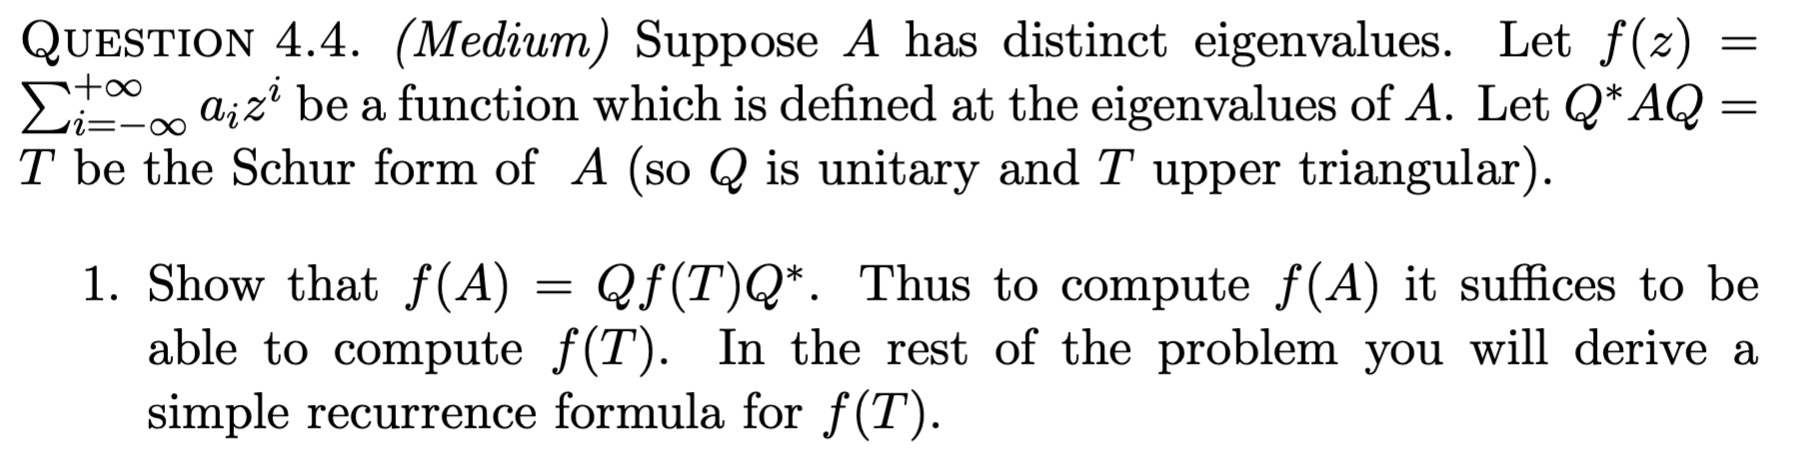 QUESTION 4.4. (Medium) Suppose A has distinct eigenvalues. Let f(z) =
∑_{i=−∞}^{+∞} a_i z^i be a function which is defined at the eigenvalues of A. Let Q*AQ =
T be the Schur form of A (so Q is unitary and T upper triangular).
1. Show that f(A) = Qf(T)Q*. Thus to compute f(A) it suffices to be
able to compute f(T). In the rest of the problem you will derive a
simple recurrence formula for f(T).